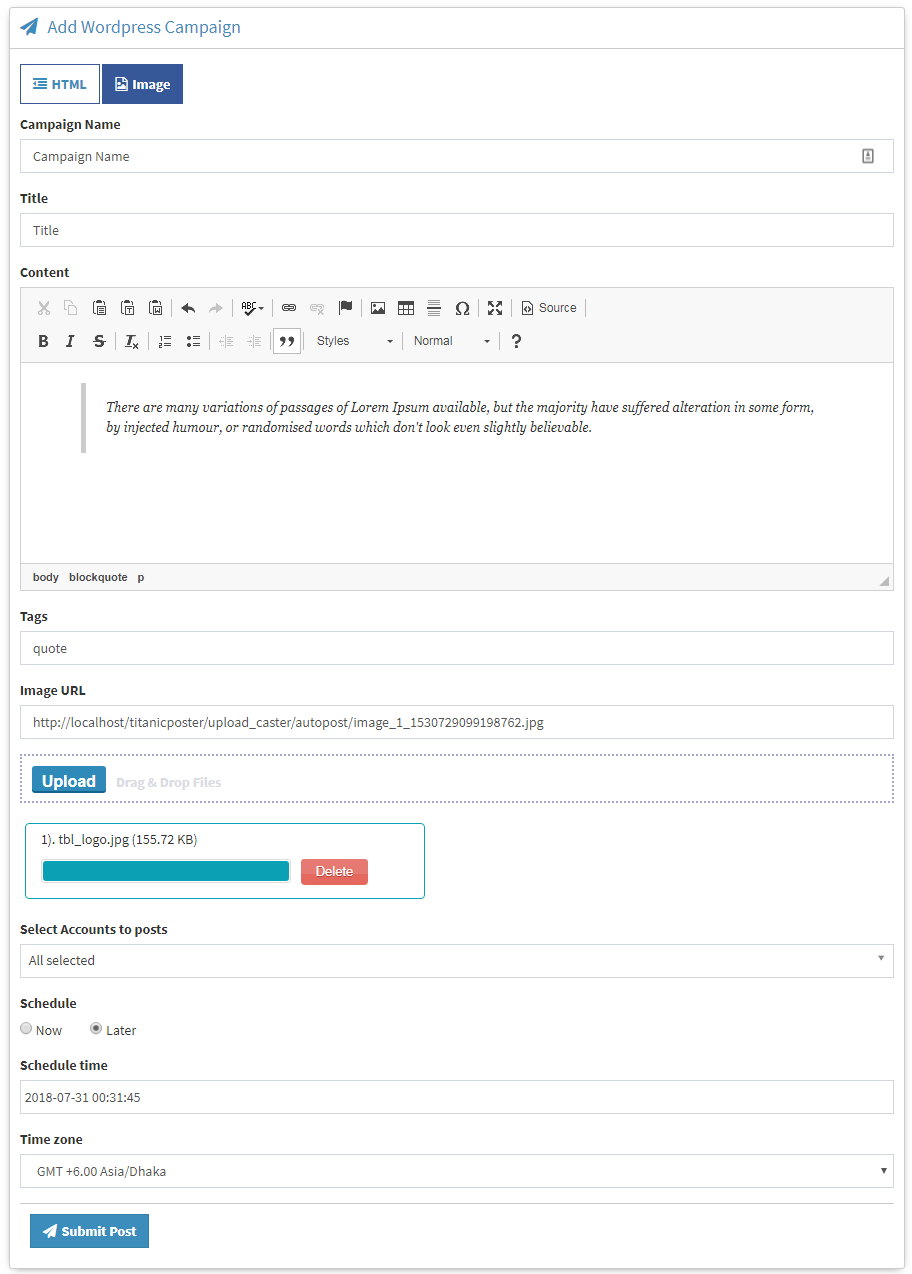 Add Wordpress Campaign
HTML Image
Campaign Name
Campaign Name
Title
Title
Content
ABC Source
B I S Ix Styles Normal ?
There are many variations of passages of Lorem Ipsum available, but the majority have suffered alteration in some form,
by injected humour, or randomised words which don't look even slightly believable.
body blockquote p
Tags
quote
Image URL
http://localhost/titanicposter/upload_caster/autopost/image_1_1530729099198762.jpg
Upload Drag & Drop Files
1). tbl_logo.jpg (155.72 KB)
Delete
Select Accounts to posts
All selected
Schedule
Now Later
Schedule time
2018-07-31 00:31:45
Time zone
GMT +6.00 Asia/Dhaka
Submit Post